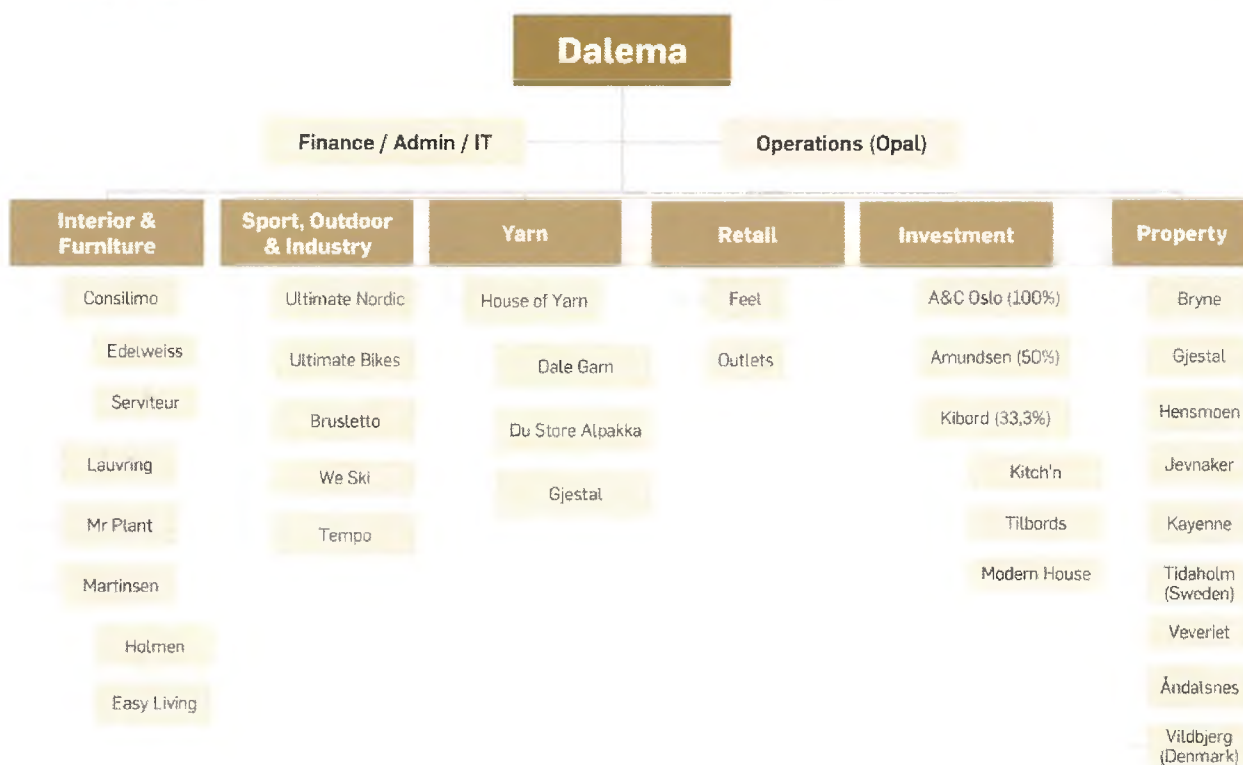 Dalema
Finance / Admin / IT
Operations (Opal)
Interior &
Furniture
Consilimo
Edelweiss
Serviteur
Lauvring
Mr Plant
Martinsen
Holmen
Easy Living
Sport, Outdoor
& Industry
Ultimate Nordic
Ultimate Bikes
Brusletto
We Ski
Tempo
Yarn
House of Yarn
Dale Garn
Du Store Alpakka
Gjestal
Retail
Feel
Outlets
Investment
A&C Oslo (100%)
Amundsen (50%)
Kibord (33,3%)
Kitch'n
Tilbords
Modern House
Property
Bryne
Gjestal
Hensmoen
Jevnaker
Kayenne
Tidaholm
(Sweden)
Veveriet
Åndalsnes
Vildbjerg
(Denmark)